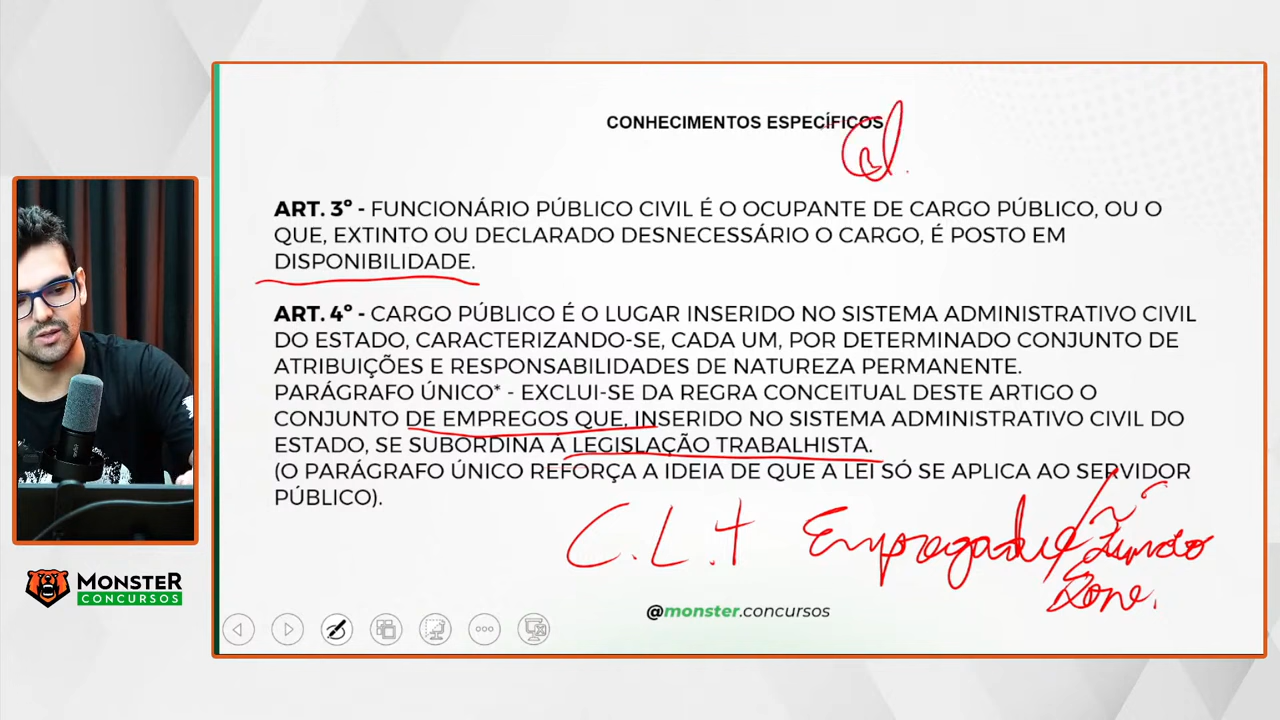 CONHECIMENTOS ESPECÍFICOS
ART. 3º - FUNCIONÁRIO PÚBLICO CIVIL É O OCUPANTE DE CARGO PÚBLICO, OU O
QUE, EXTINTO OU DECLARADO DESNECESSÁRIO O CARGO, É POSTO EM
DISPONIBILIDADE.
ART. 4º - CARGO PÚBLICO É O LUGAR INSERIDO NO SISTEMA ADMINISTRATIVO CIVIL
DO ESTADO, CARACTERIZANDO-SE, CADA UM, POR DETERMINADO CONJUNTO DE
ATRIBUIÇÕES E RESPONSABILIDADES DE NATUREZA PERMANENTE.
PARÁGRAFO ÚNICO* - EXCLUI-SE DA REGRA CONCEITUAL DESTE ARTIGO O
CONJUNTO DE EMPREGOS QUE, INSERIDO NO SISTEMA ADMINISTRATIVO CIVIL DO
ESTADO, SE SUBORDINA À LEGISLAÇÃO TRABALHISTA.
(O PARÁGRAFO ÚNICO REFORÇA A IDEIA DE QUE A LEI SÓ SE APLICA AO SERVIDOR
PÚBLICO).
C.L.T
MONSTER
CONCURSOS
@monster.concursos